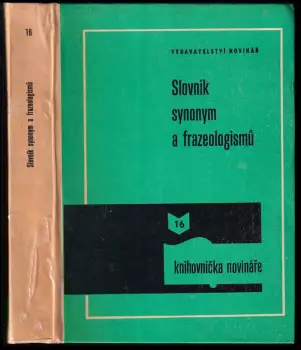 16
Slovník synonym a frazeologismů
VYDAVATELSTVÍ NOVINÁŘ
Slovník
synonym
a frazeologismů
16
knihovnička novináře